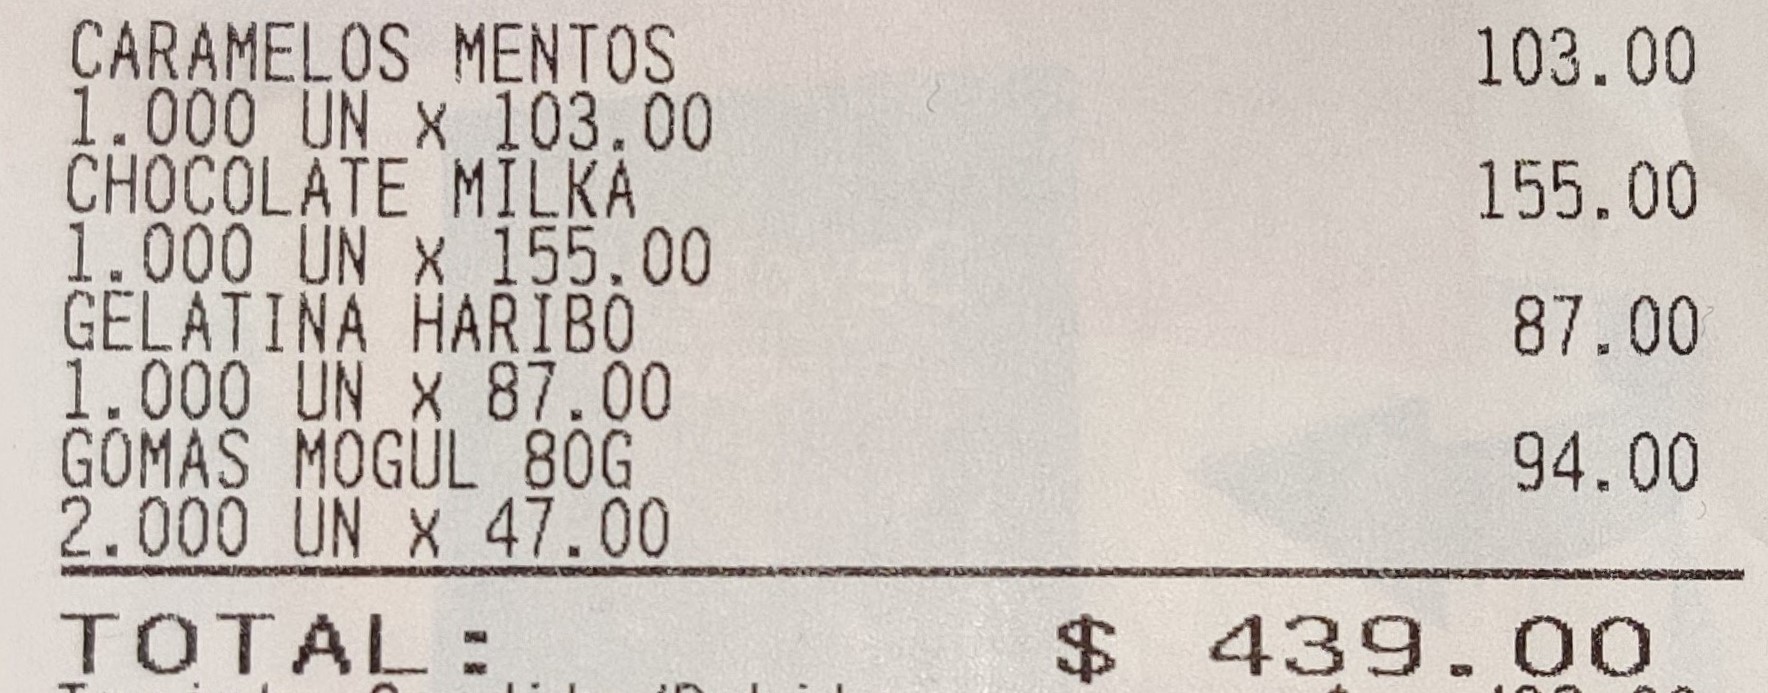 CARAMELOS MENTOS 103.00
1.000 UN x 103.00
CHOCOLATE MILKA 155.00
1.000 UN x 155.00
GELATINA HARIBO 87.00
1.000 UN x 87.00
GOMAS MOGUL 80G 94.00
2.000 UN x 47.00
TOTAL: $ 439.00